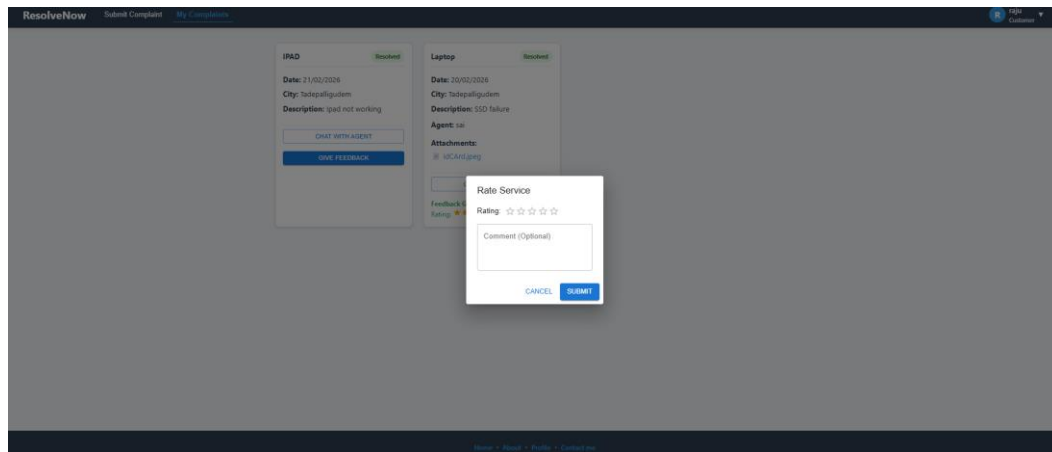 ResolveNow Submit Complaint My Complaints
R raju
Customer
IPAD Resolved
Date: 21/02/2026
City: Tadepalligudem
Description: Ipad not working
CHAT WITH AGENT
GIVE FEEDBACK
Laptop Resolved
Date: 20/02/2026
City: Tadepalligudem
Description: SSD failure
Agent: sai
Attachments:
idCArd.jpeg
Feedback
Rating:
Rate Service
Rating:
Comment (Optional)
CANCEL SUBMIT
Home • About • Profile • Contact me